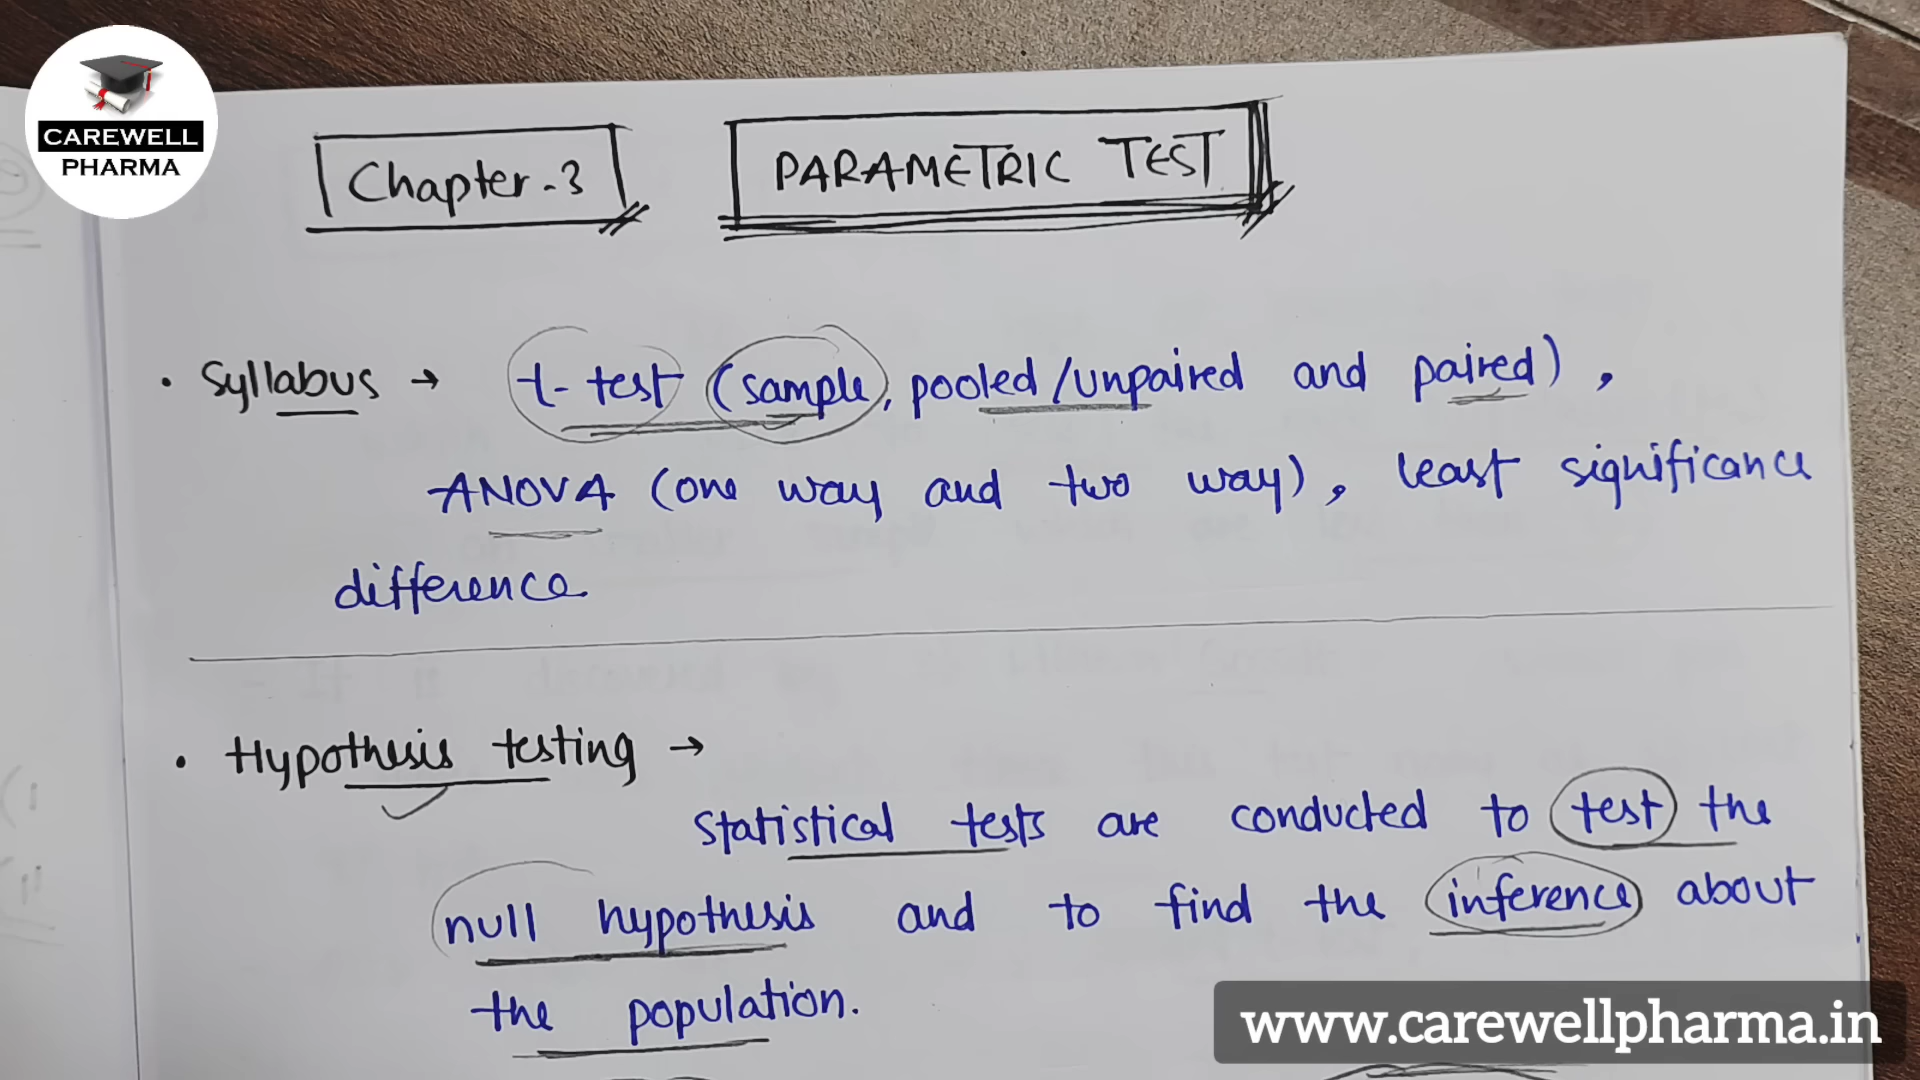 CAREWELL
PHARMA
Chapter-3
PARAMETRIC TEST
• Syllabus → t-test (sample, pooled/unpaired and paired),
ANOVA (one way and two way), least significance
difference.
• Hypothesis testing →
Statistical tests are conducted to test the
null hypothesis and to find the inference about
the population.
www.carewellpharma.in